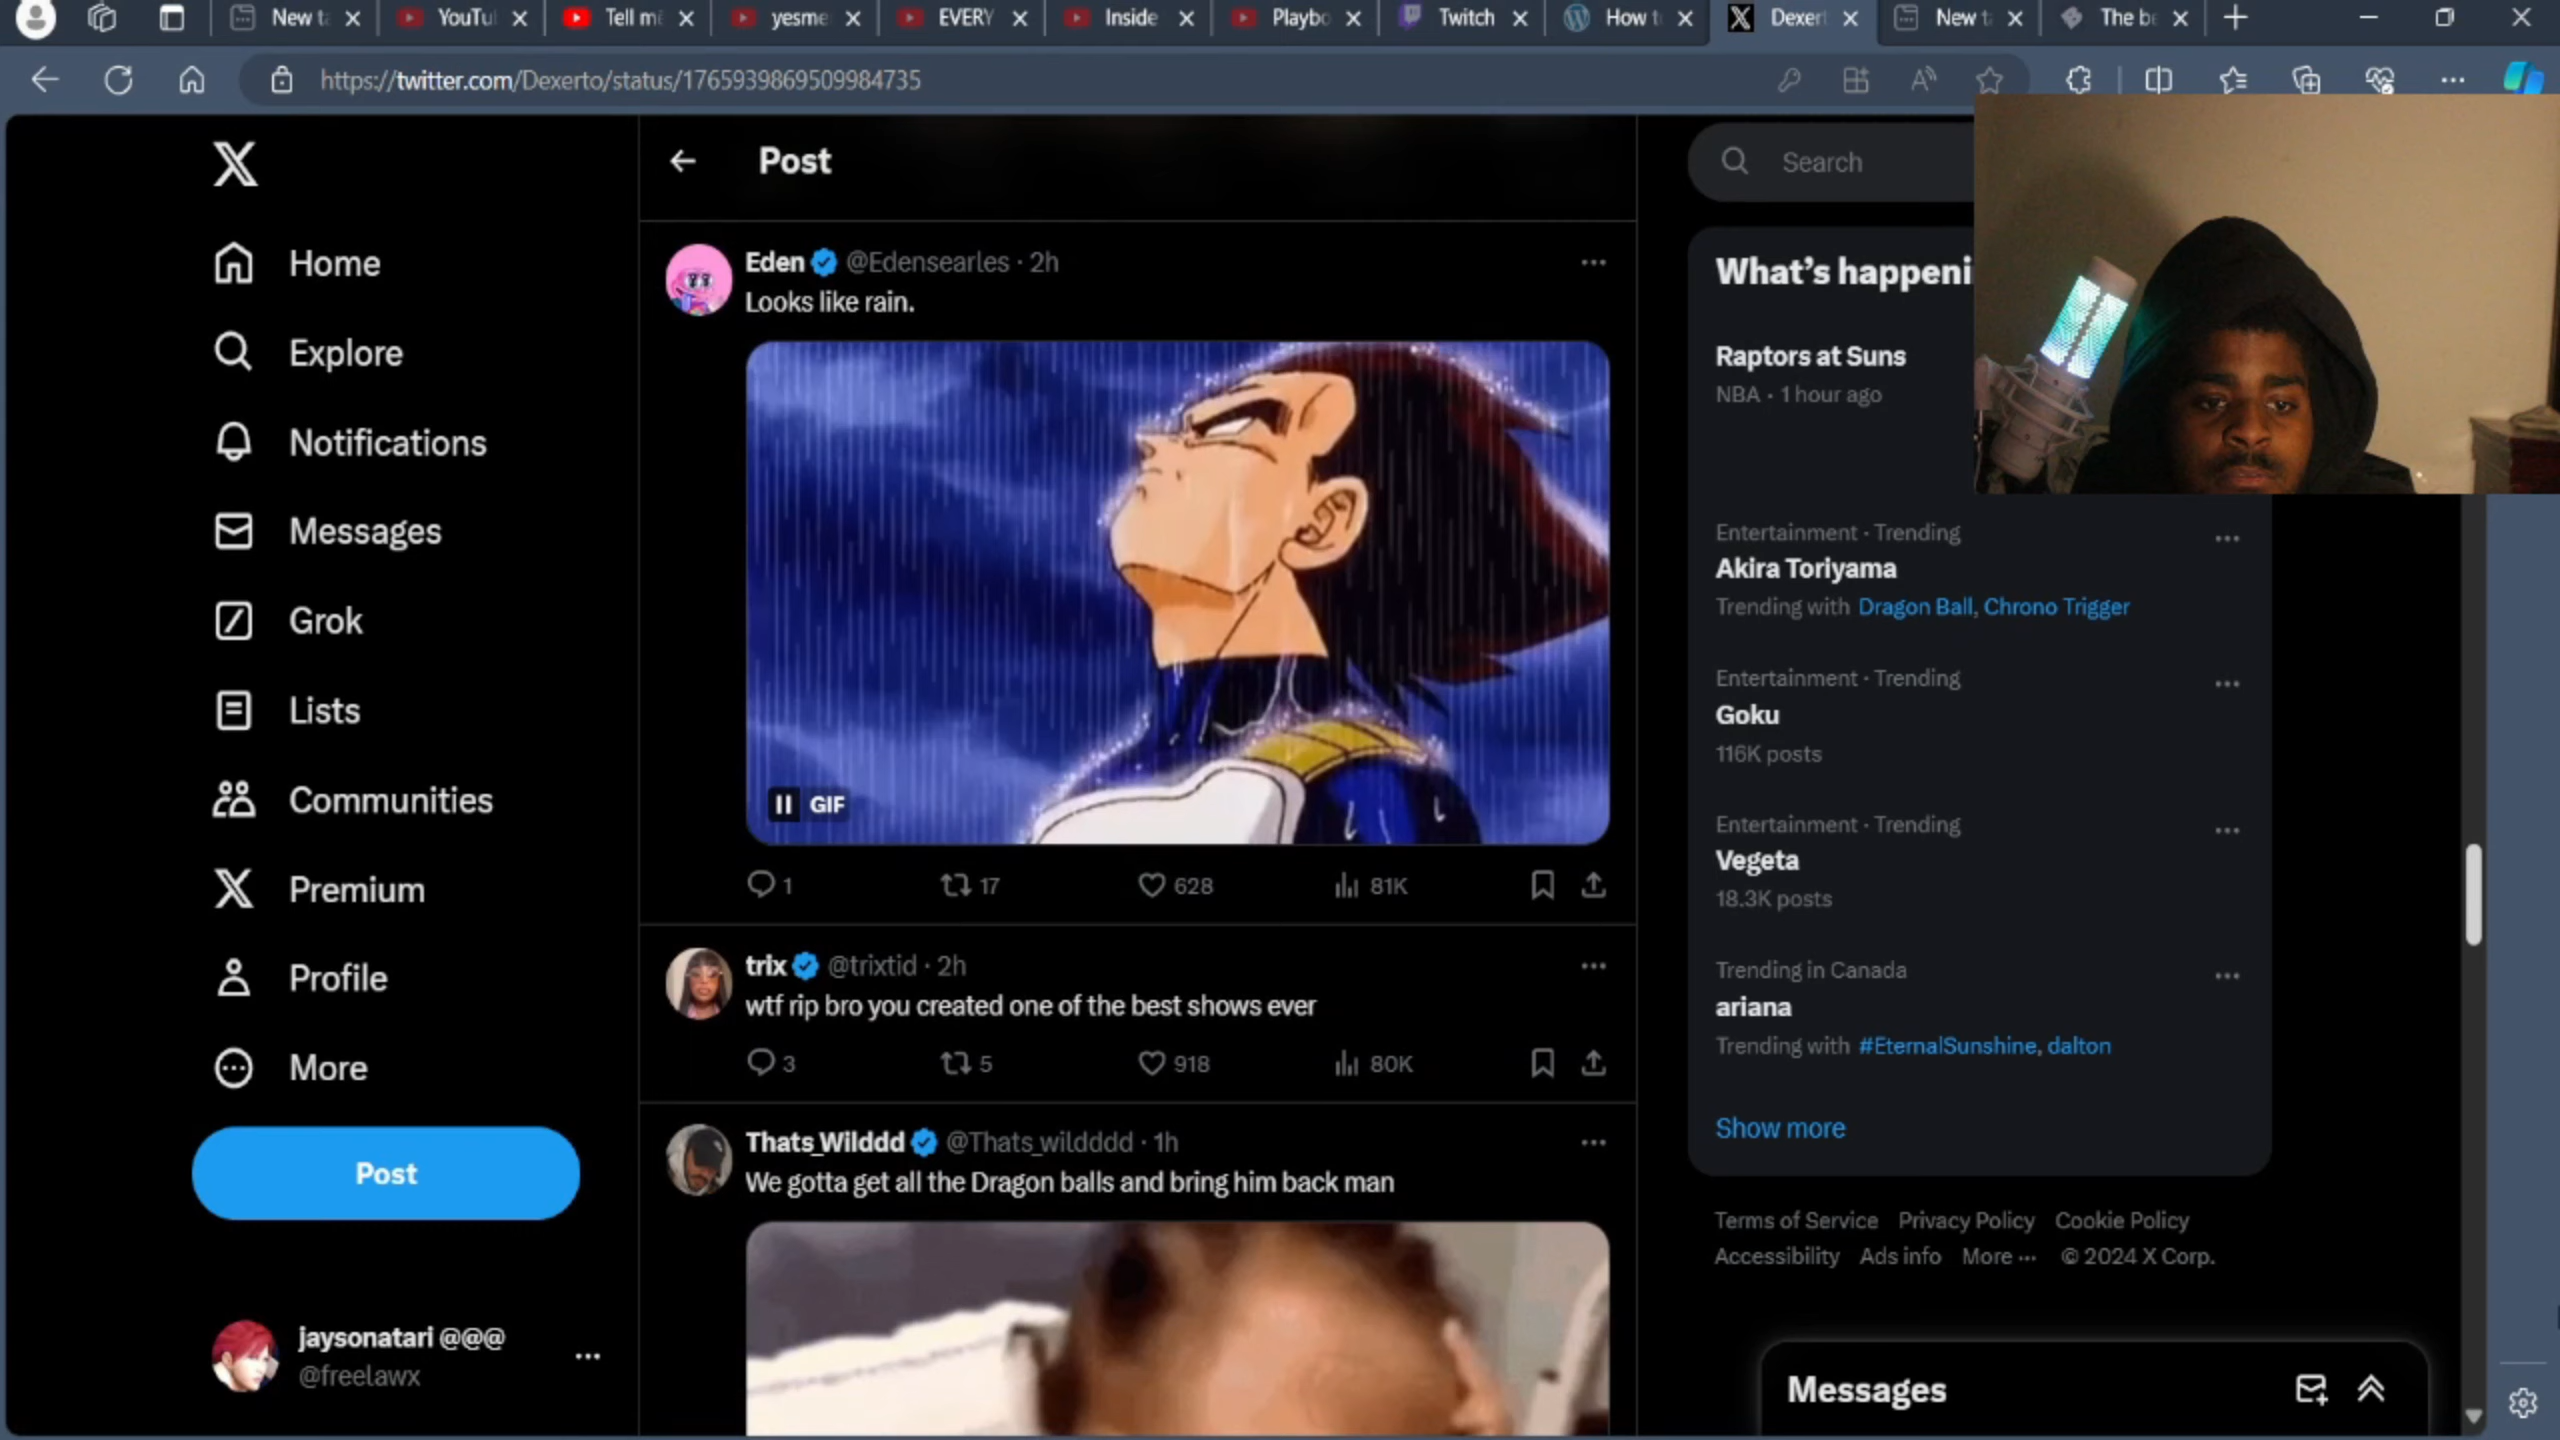 New ta
YouTu
Tell m
yesme
EVERY
Inside
Playbo
Twitch
How t
Dexert
New ta
The be
https://twitter.com/Dexerto/status/1765939869509984735
Home
Explore
Notifications
Messages
Grok
Lists
Communities
Premium
Profile
More
Post
jaysonatari @@@
@freelawx
Post
Eden @Edensearles · 2h
Looks like rain.
GIF
1 17 628 81K
trix @trixtid · 2h
wtf rip bro you created one of the best shows ever
3 5 918 80K
Thats_Wilddd @Thats_wildddd · 1h
We gotta get all the Dragon balls and bring him back man
Search
What's happeni
Raptors at Suns
NBA · 1 hour ago
Entertainment · Trending
Akira Toriyama
Trending with Dragon Ball, Chrono Trigger
Entertainment · Trending
Goku
116K posts
Entertainment · Trending
Vegeta
18.3K posts
Trending in Canada
ariana
Trending with #EternalSunshine, dalton
Show more
Terms of Service Privacy Policy Cookie Policy
Accessibility Ads info More ··· © 2024 X Corp.
Messages